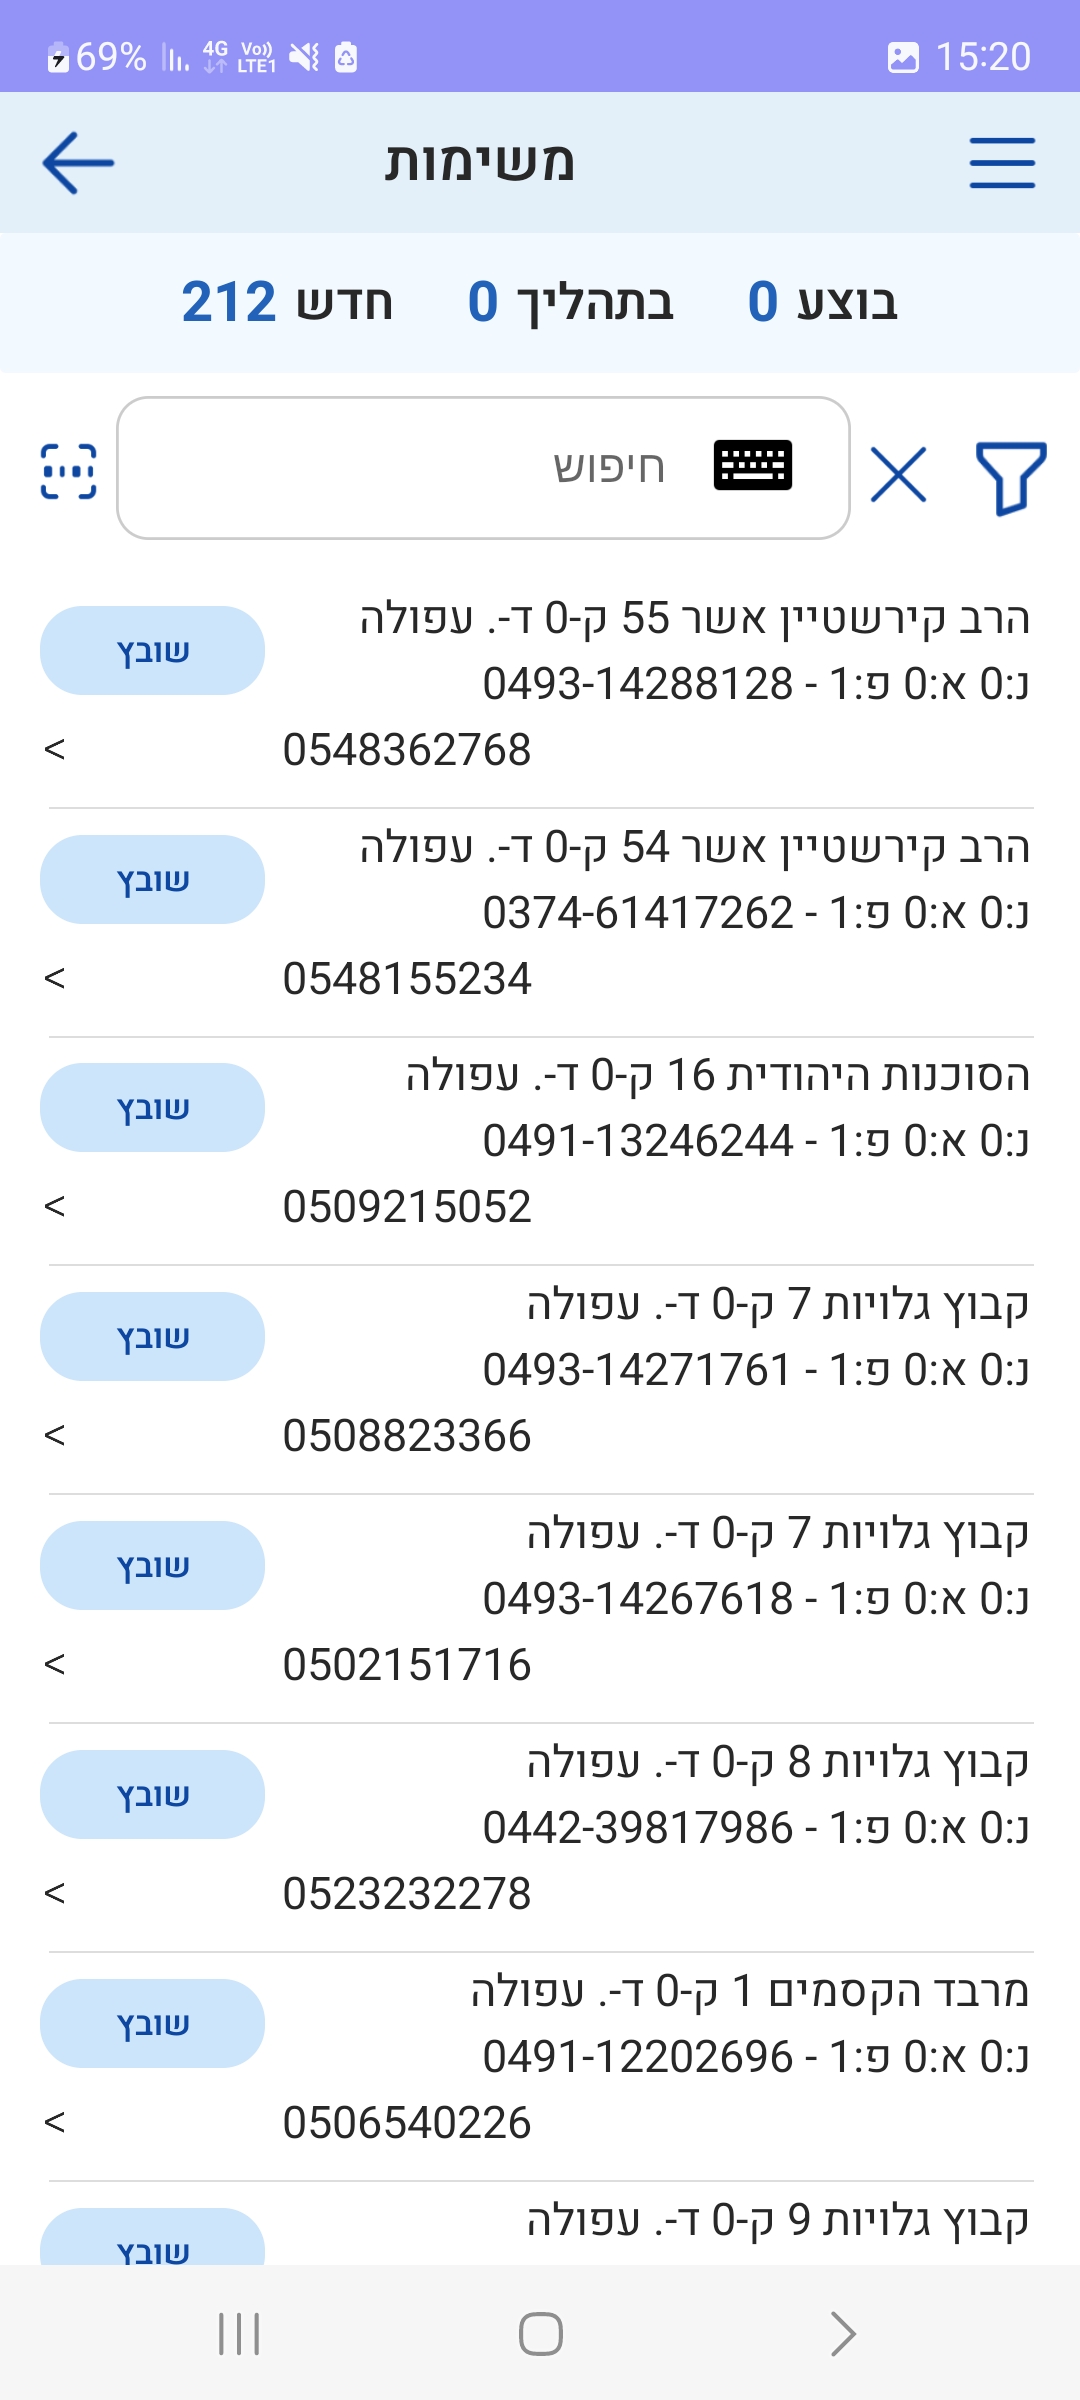 69% 4G Vo)) LTE1 15:20
משימות
בוצע 0 בתהליך 0 חדש 212
חיפוש
הרב קירשטיין אשר 55 ק-0 ד-. עפולה
נ:0 א:0 פ:1 - 0493-14288128
0548362768
שובץ
<
הרב קירשטיין אשר 54 ק-0 ד-. עפולה
נ:0 א:0 פ:1 - 0374-61417262
0548155234
שובץ
<
הסוכנות היהודית 16 ק-0 ד-. עפולה
נ:0 א:0 פ:1 - 0491-13246244
0509215052
שובץ
<
קבוץ גלויות 7 ק-0 ד-. עפולה
נ:0 א:0 פ:1 - 0493-14271761
0508823366
שובץ
<
קבוץ גלויות 7 ק-0 ד-. עפולה
נ:0 א:0 פ:1 - 0493-14267618
0502151716
שובץ
<
קבוץ גלויות 8 ק-0 ד-. עפולה
נ:0 א:0 פ:1 - 0442-39817986
0523232278
שובץ
<
מרבד הקסמים 1 ק-0 ד-. עפולה
נ:0 א:0 פ:1 - 0491-12202696
0506540226
שובץ
<
קבוץ גלויות 9 ק-0 ד-. עפולה
שובץ